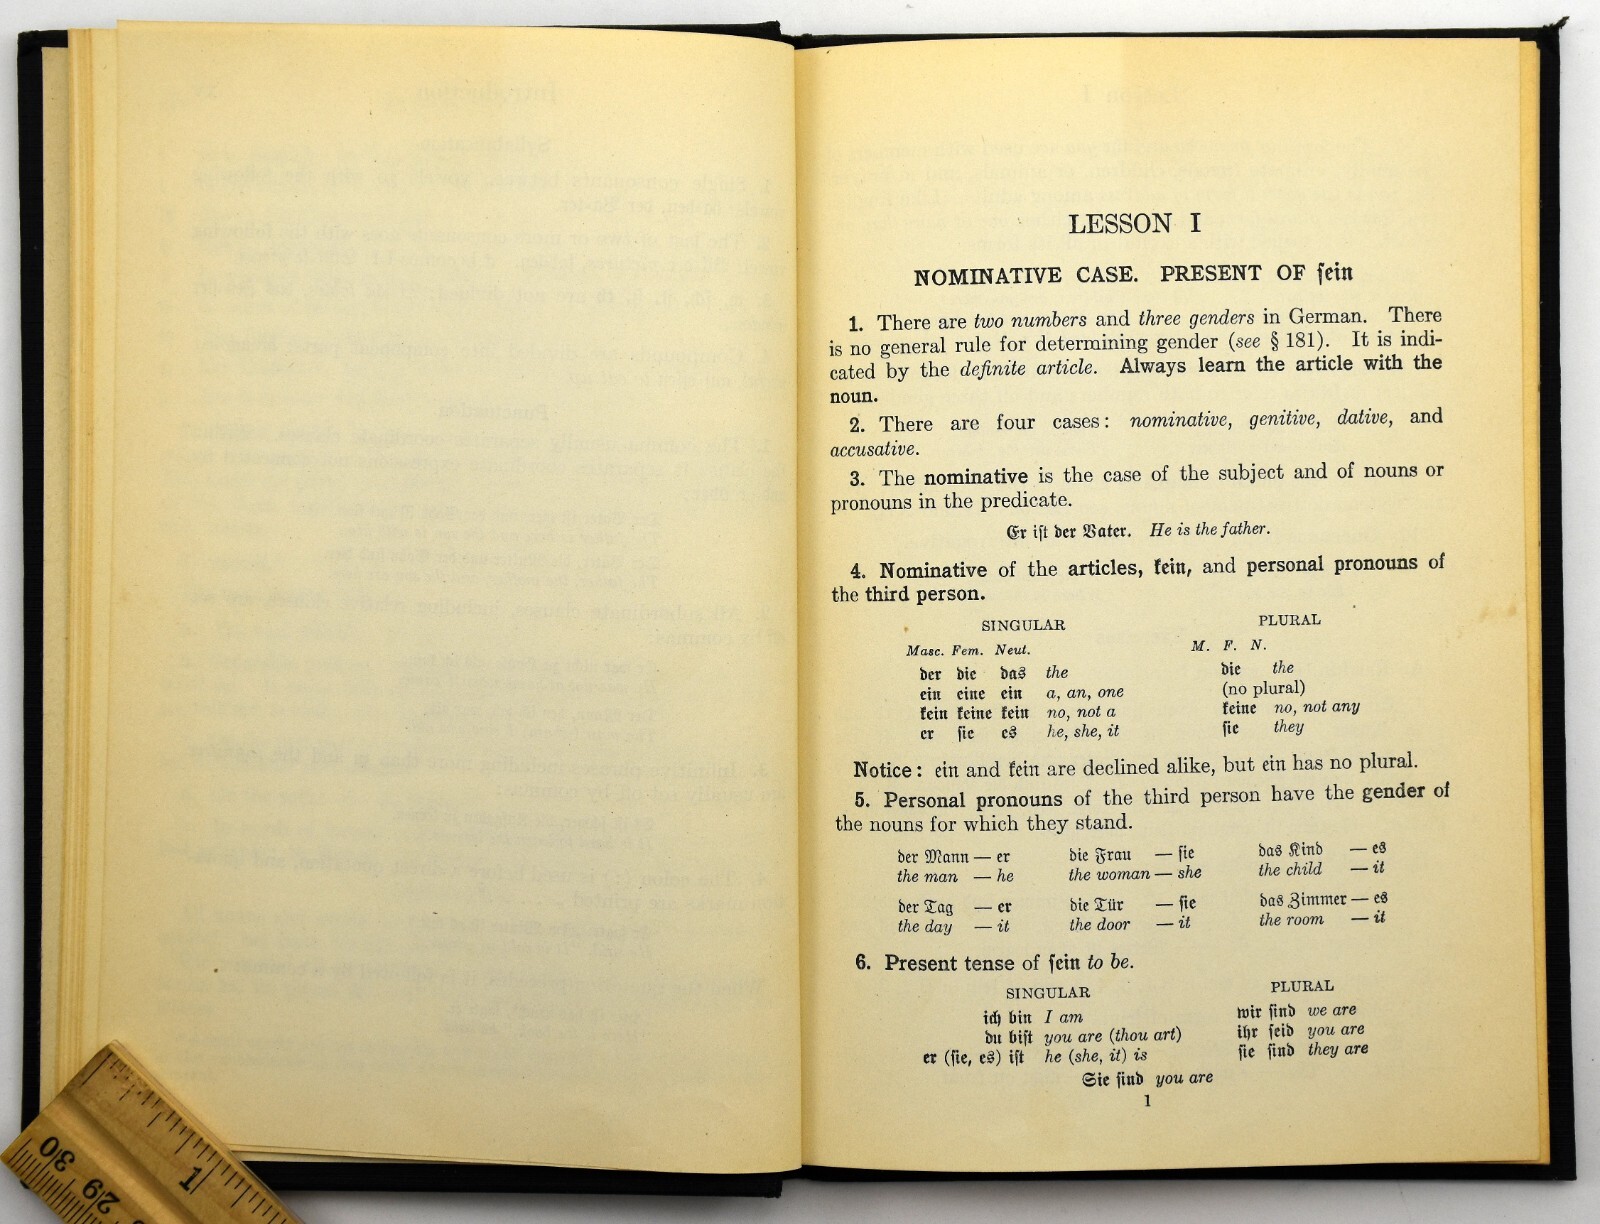 LESSON I
NOMINATIVE CASE. PRESENT OF ſein
1. There are two numbers and three genders in German. There
is no general rule for determining gender (see § 181). It is indi-
cated by the definite article. Always learn the article with the
noun.
2. There are four cases: nominative, genitive, dative, and
accusative.
3. The nominative is the case of the subject and of nouns or
pronouns in the predicate.
Er iſt der Vater. He is the father.
4. Nominative of the articles, kein, and personal pronouns of
the third person.
SINGULAR PLURAL
Masc. Fem. Neut. M. F. N.
der die das the die the
ein eine ein a, an, one (no plural)
kein keine kein no, not a keine no, not any
er ſie es he, she, it ſie they
Notice: ein and kein are declined alike, but ein has no plural.
5. Personal pronouns of the third person have the gender of
the nouns for which they stand.
der Mann — er die Frau — ſie das Kind — es
the man — he the woman — she the child — it
der Tag — er die Tür — ſie das Zimmer — es
the day — it the door — it the room — it
6. Present tense of ſein to be.
SINGULAR PLURAL
ich bin I am wir ſind we are
du biſt you are (thou art) ihr ſeid you are
er (ſie, es) iſt he (she, it) is ſie ſind they are
Sie ſind you are
1
30
29
1